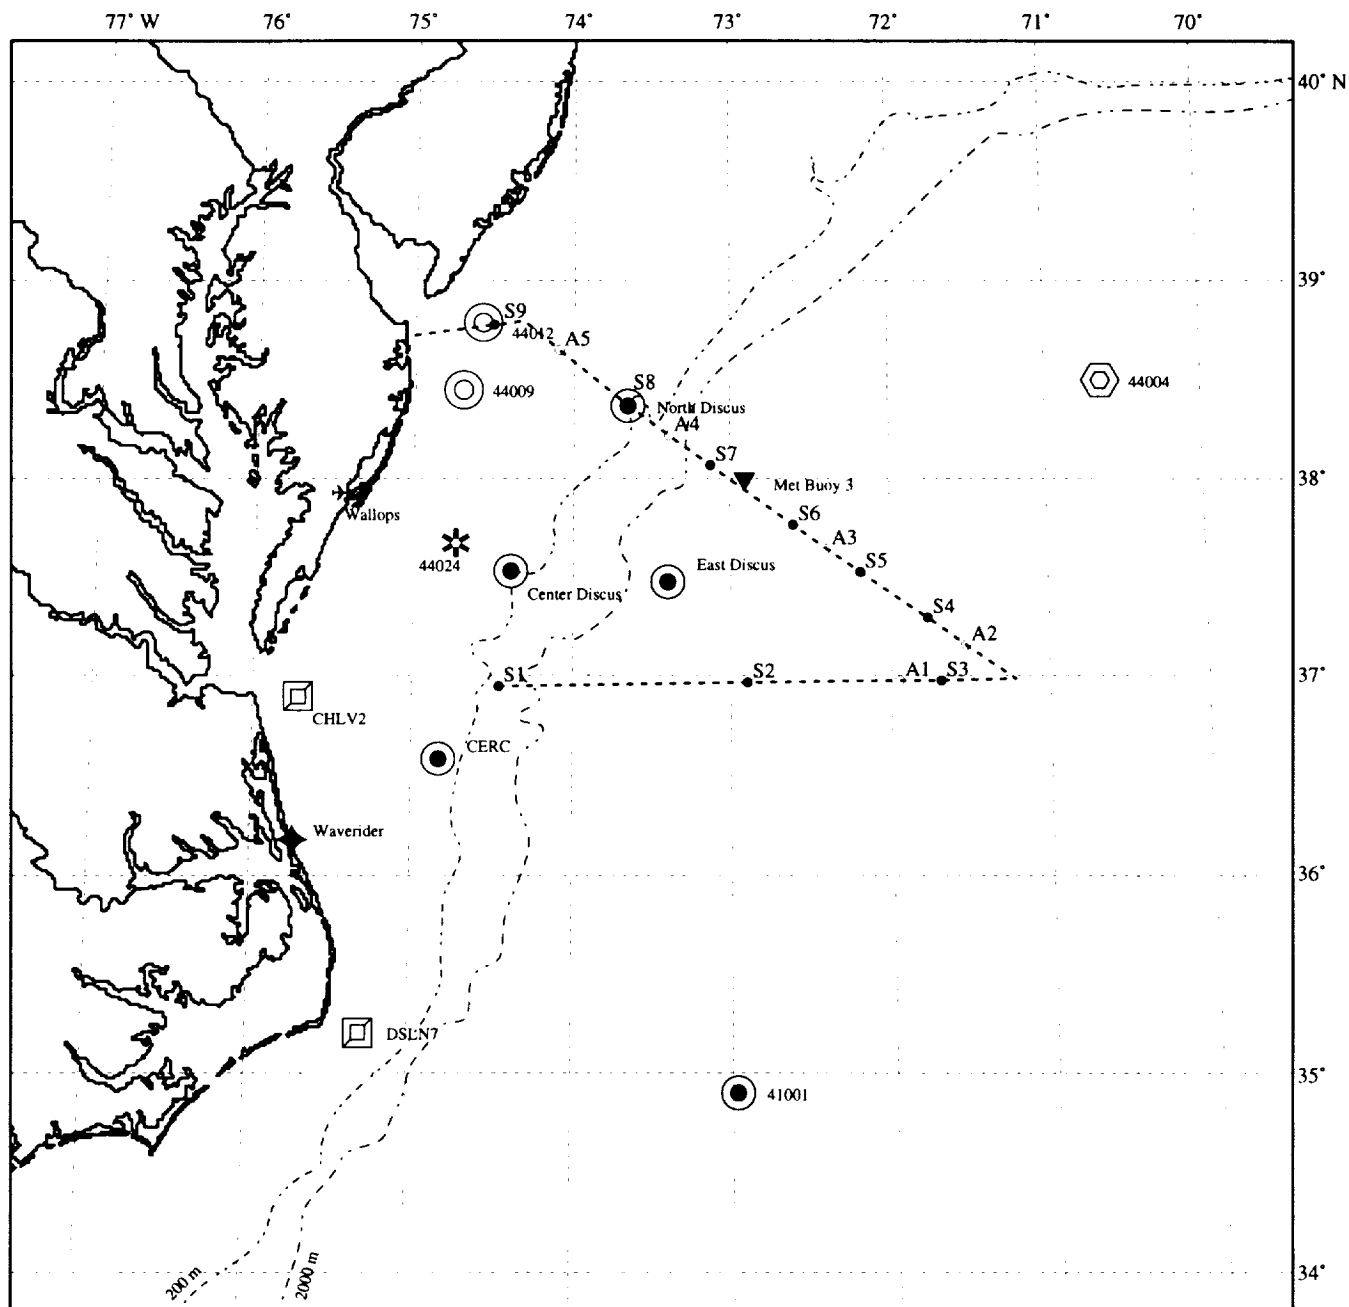 77° W 76° 75° 74° 73° 72° 71° 70°
40° N
39°
S9
44012
A5
44009
S8
North Discus
A4
44004
S7
38°
Met Buoy 3
Wallops
S6
A3
44024
S5
East Discus
Center Discus
S4
A2
37°
S1
S2
A1
S3
CHLV2
CERC
Waverider
36°
DSLN7
35°
41001
200 m
2000 m
34°